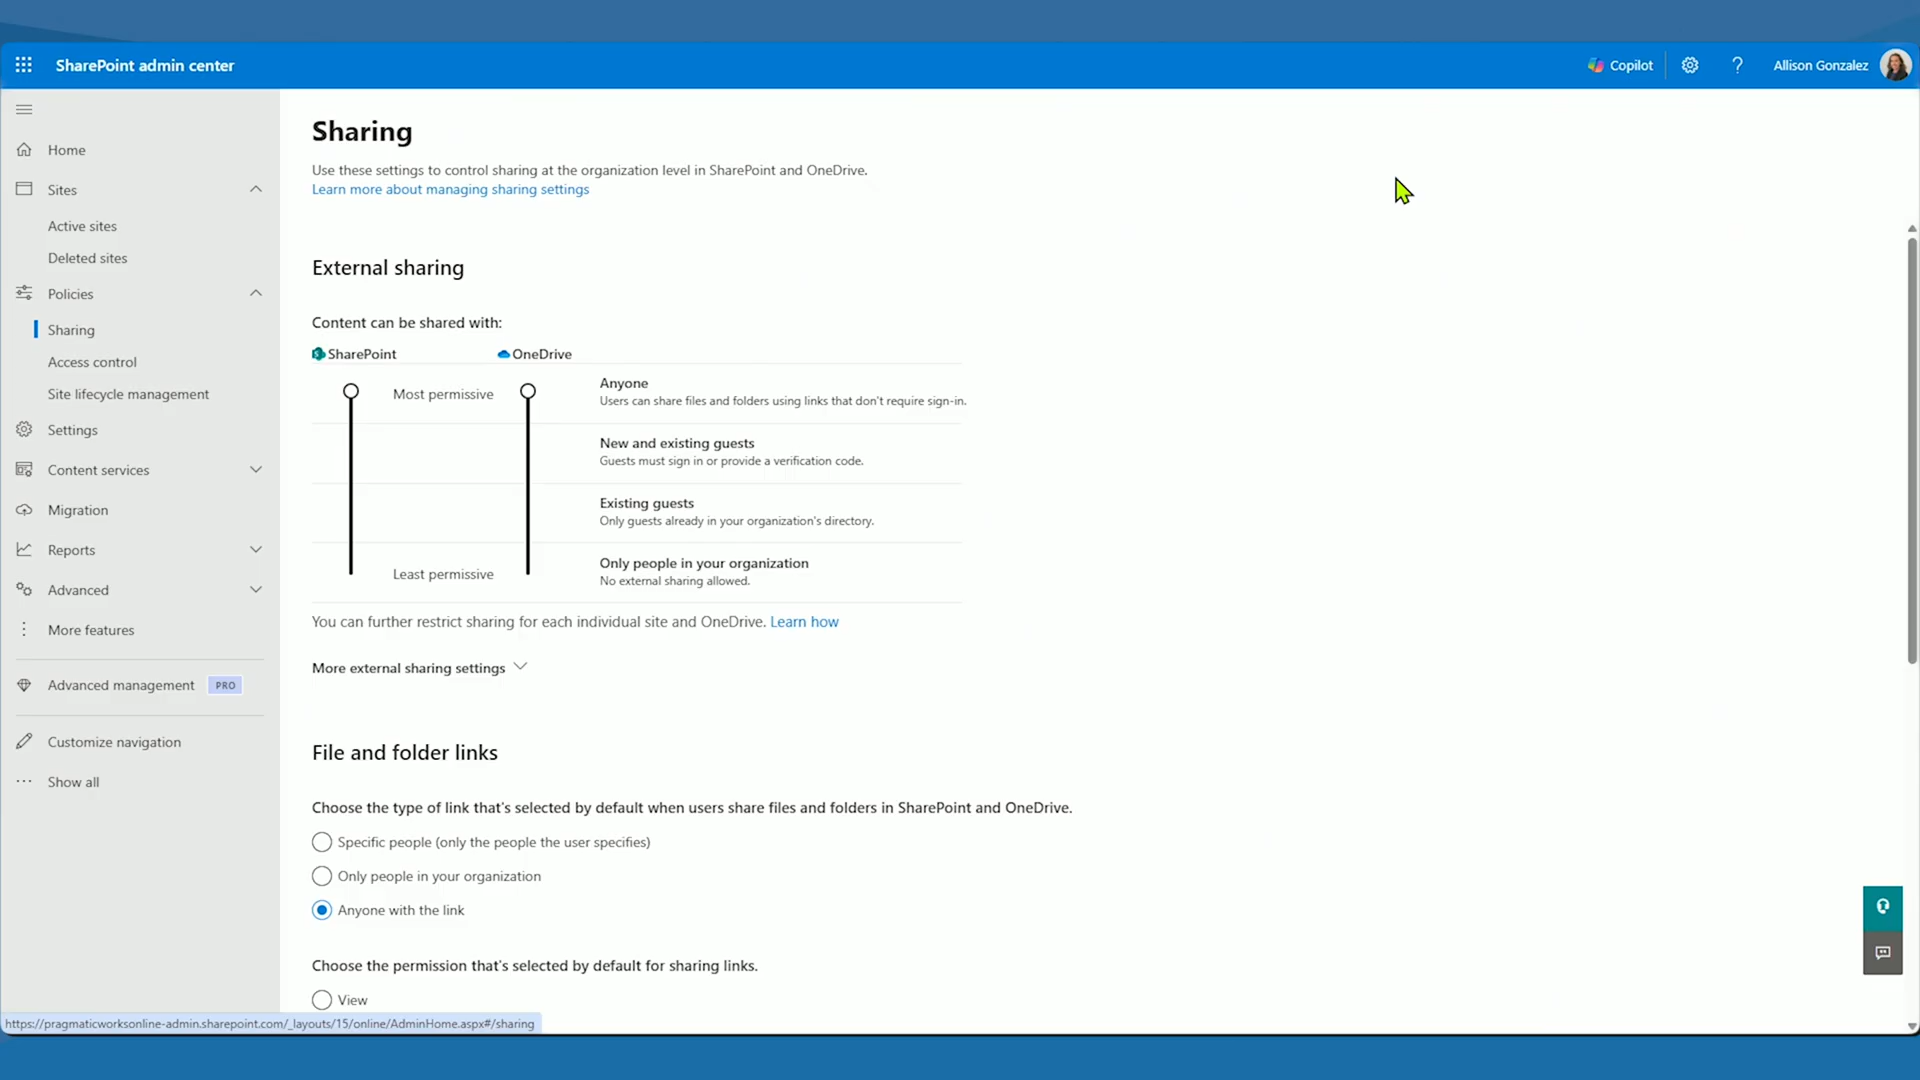 SharePoint admin center
Copilot
?
Allison Gonzalez
Home
Sites
Active sites
Deleted sites
Policies
Sharing
Access control
Site lifecycle management
Settings
Content services
Migration
Reports
Advanced
More features
Advanced management PRO
Customize navigation
Show all
Sharing
Use these settings to control sharing at the organization level in SharePoint and OneDrive.
Learn more about managing sharing settings
External sharing
Content can be shared with:
SharePoint
OneDrive
Most permissive
Least permissive
Anyone
Users can share files and folders using links that don't require sign-in.
New and existing guests
Guests must sign in or provide a verification code.
Existing guests
Only guests already in your organization's directory.
Only people in your organization
No external sharing allowed.
You can further restrict sharing for each individual site and OneDrive. Learn how
More external sharing settings
File and folder links
Choose the type of link that's selected by default when users share files and folders in SharePoint and OneDrive.
Specific people (only the people the user specifies)
Only people in your organization
Anyone with the link
Choose the permission that's selected by default for sharing links.
View
https://pragmaticworksonline-admin.sharepoint.com/_layouts/15/online/AdminHome.aspx#/sharing